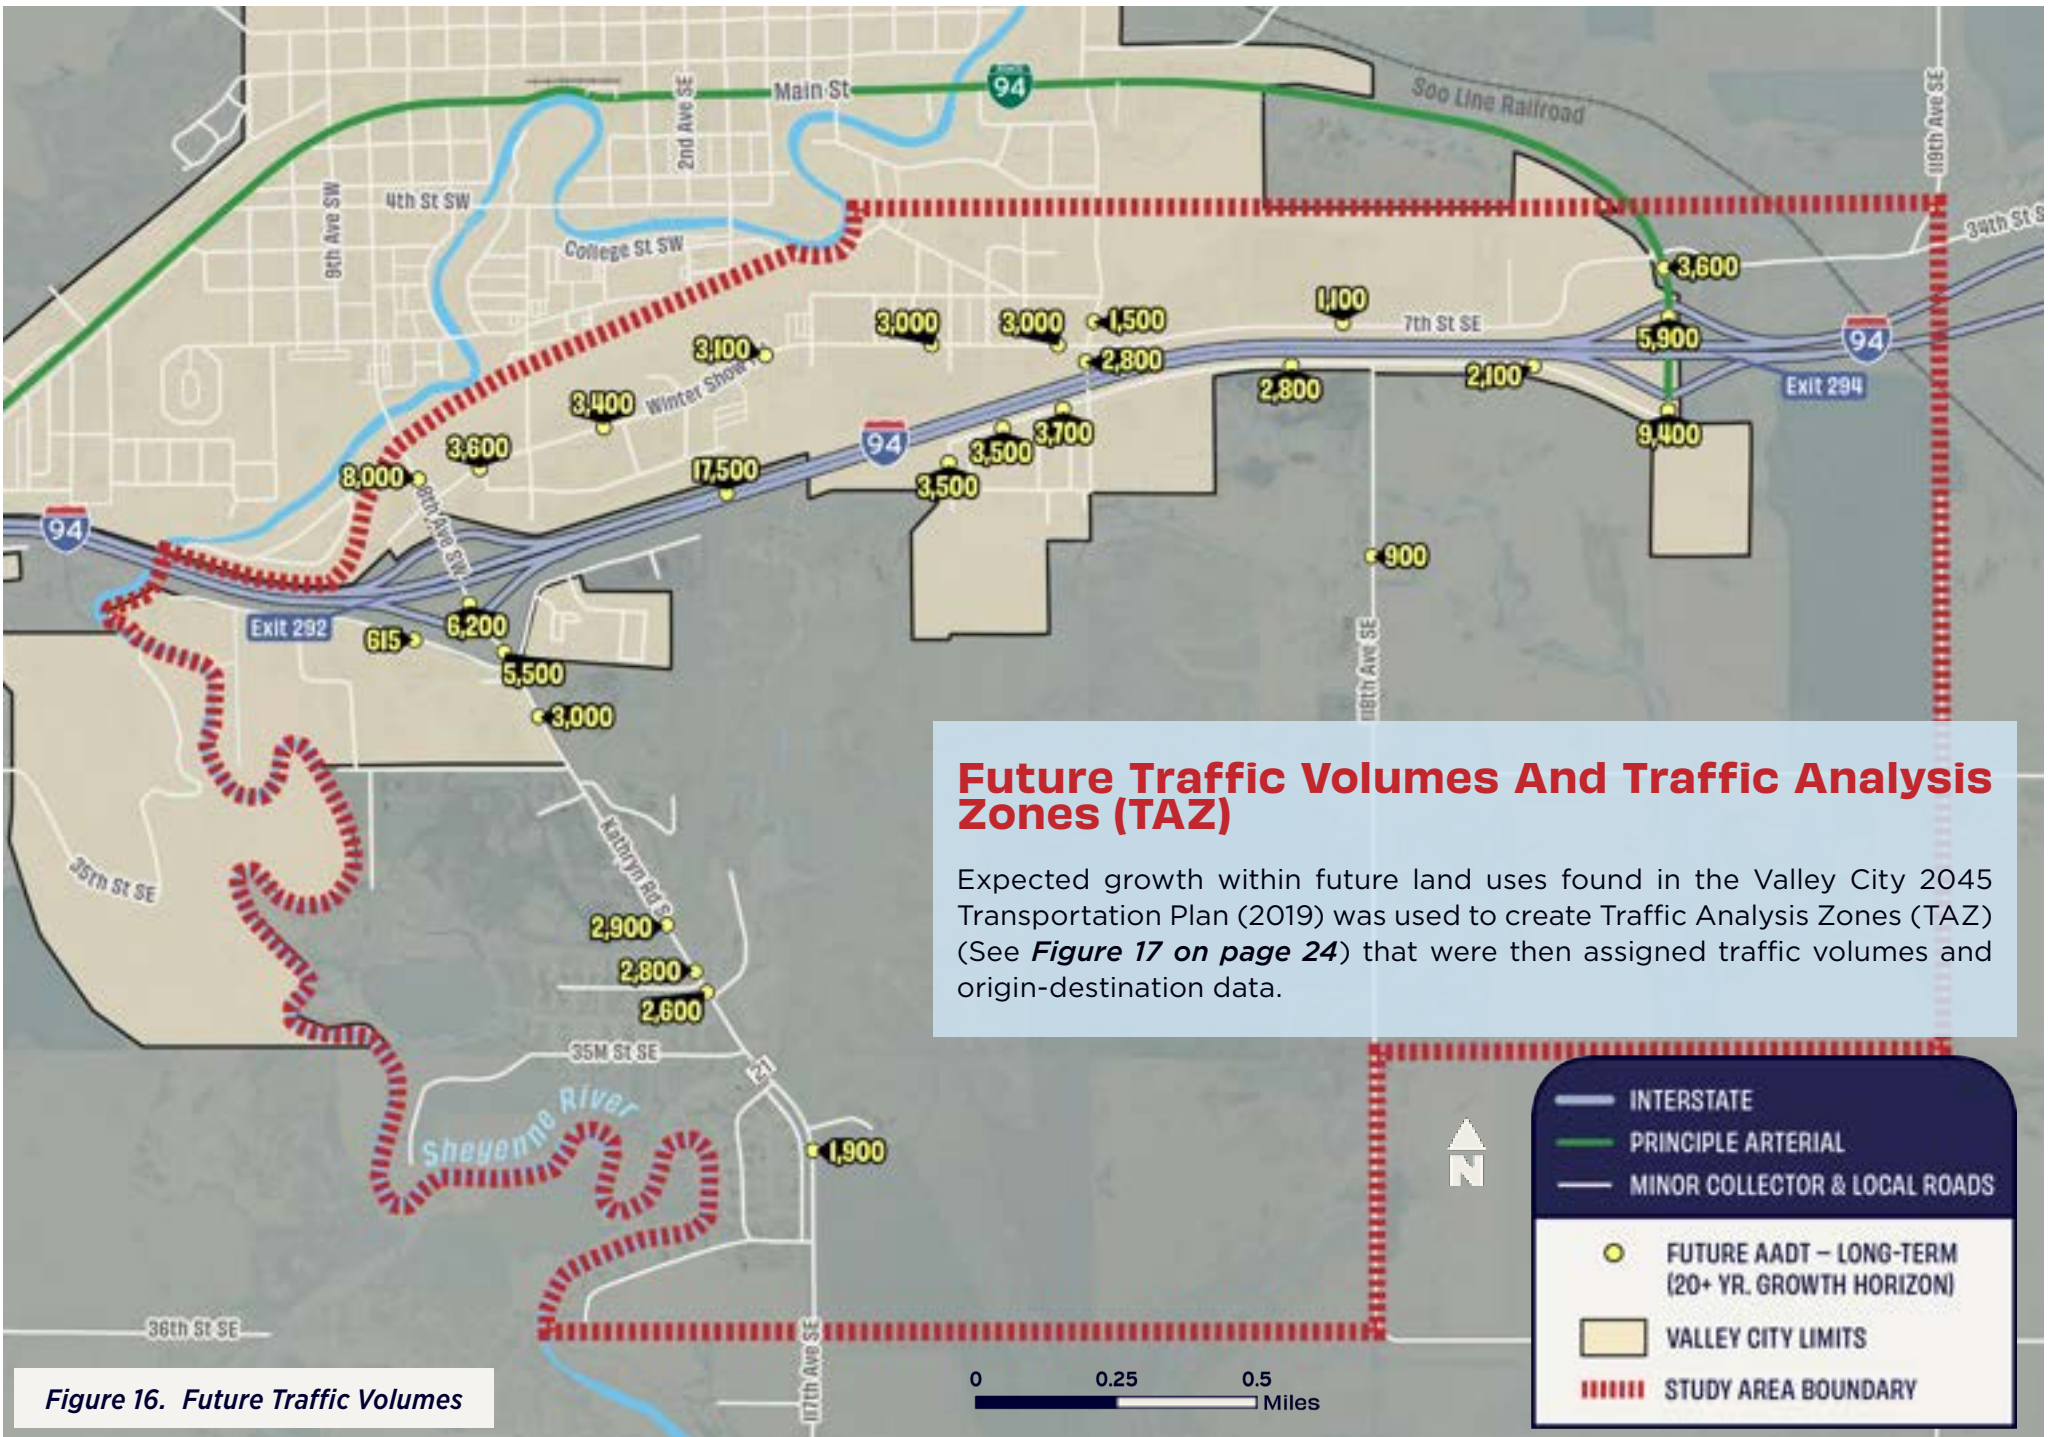 94
Main St
2nd Ave SE
Soo Line Railroad
119th Ave SE
9th Ave SW
4th St SW
College St SW
34th St S
3,600
1,100
3,000
3,000
1,500
7th St SE
5,900
94
3,100
2,800
Exit 294
Winter Show
2,800
2,100
3,400
3,700
9,400
3,600
94
3,500
8,000
17,500
3,500
94
8th Ave SW
900
Exit 292
6,200
615
5,500
118th Ave SE
3,000
Future Traffic Volumes And Traffic Analysis
Zones (TAZ)
Expected growth within future land uses found in the Valley City 2045
Transportation Plan (2019) was used to create Traffic Analysis Zones (TAZ)
(See Figure 17 on page 24) that were then assigned traffic volumes and
origin-destination data.
35th St SE
Kathryn Rd S
2,900
2,800
2,600
35M St SE
21
Sheyenne River
1,900
N
INTERSTATE
PRINCIPLE ARTERIAL
MINOR COLLECTOR & LOCAL ROADS
FUTURE AADT – LONG-TERM
(20+ YR. GROWTH HORIZON)
VALLEY CITY LIMITS
STUDY AREA BOUNDARY
36th St SE
117th Ave SE
0 0.25 0.5
Miles
Figure 16. Future Traffic Volumes